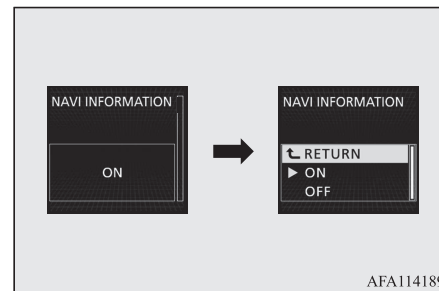 NAVI INFORMATION
ON
NAVI INFORMATION
RETURN
ON
OFF
AFA114189